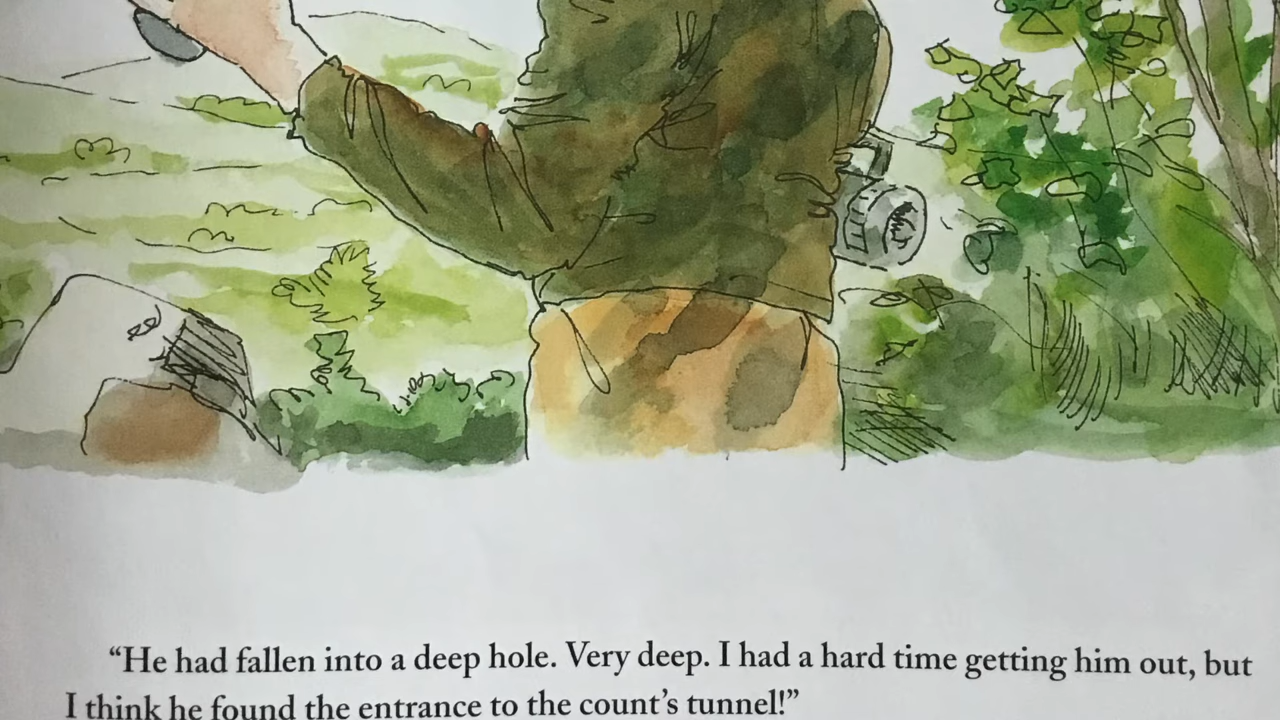 “He had fallen into a deep hole. Very deep. I had a hard time getting him out, but
I think he found the entrance to the count’s tunnel!”